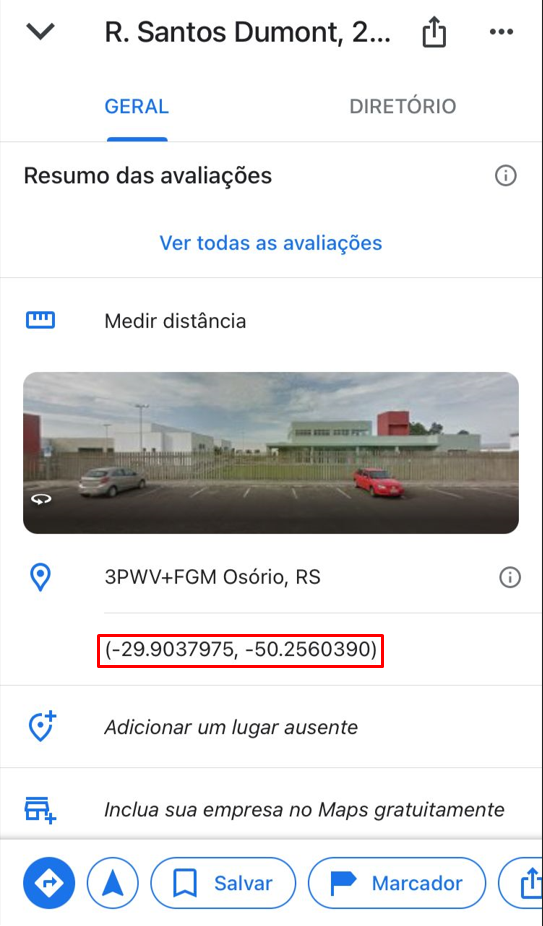 R. Santos Dumont, 2...
GERAL DIRETÓRIO
Resumo das avaliações
Ver todas as avaliações
Medir distância
3PWV+FGM Osório, RS
(-29.9037975, -50.2560390)
Adicionar um lugar ausente
Inclua sua empresa no Maps gratuitamente
Salvar Marcador